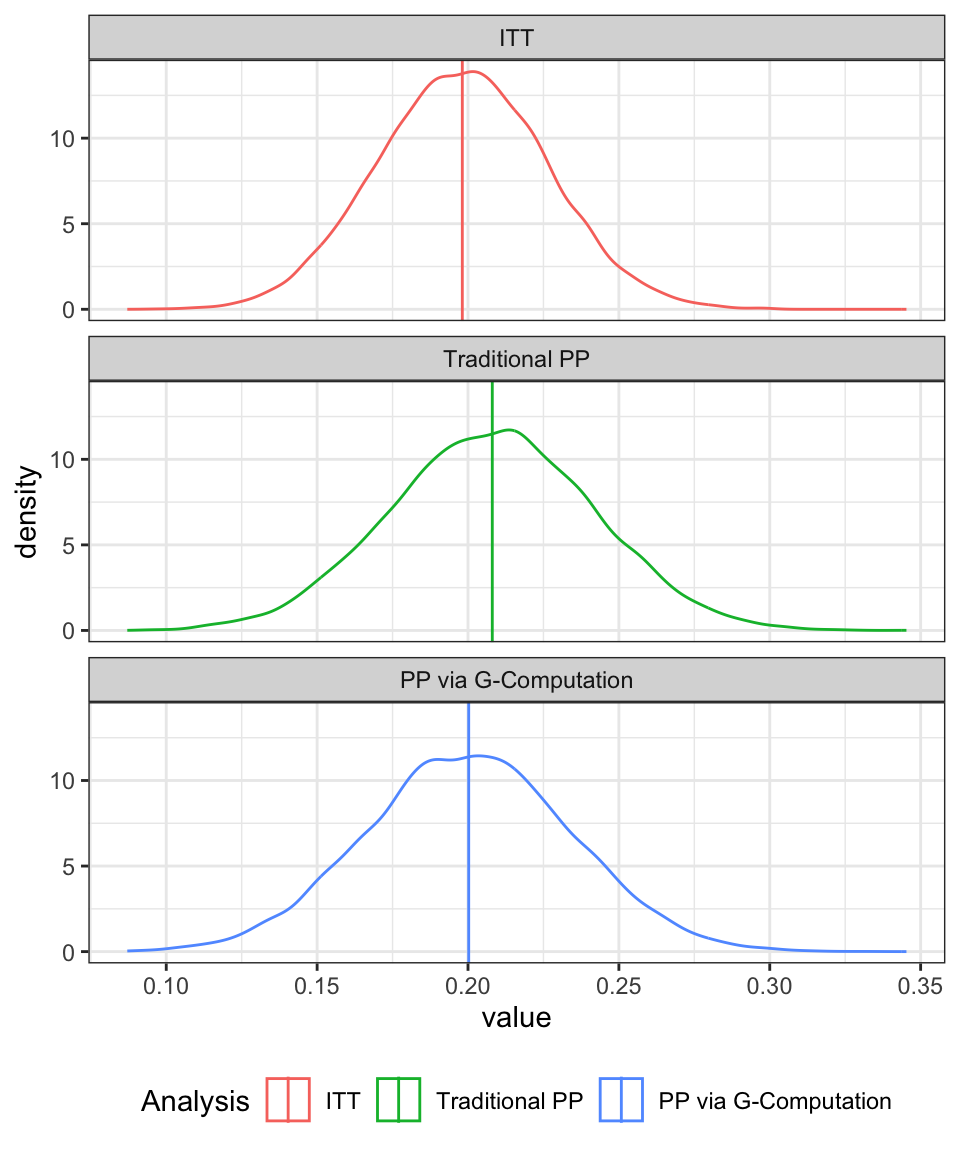 ITT
10
5
0
Traditional PP
10
5
0
density
PP via G-Computation
10
5
0
0.10 0.15 0.20 0.25 0.30 0.35
value
Analysis ITT Traditional PP PP via G-Computation